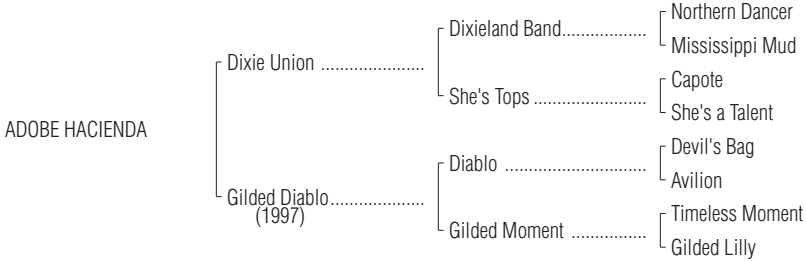 Northern Dancer
Dixieland Band..................
Mississippi Mud
Dixie Union ......................
Capote
She's Tops ........................
She's a Talent
ADOBE HACIENDA
Devil's Bag
Diablo ..............................
Avilion
Gilded Diablo....................
(1997)
Timeless Moment
Gilded Moment ................
Gilded Lilly